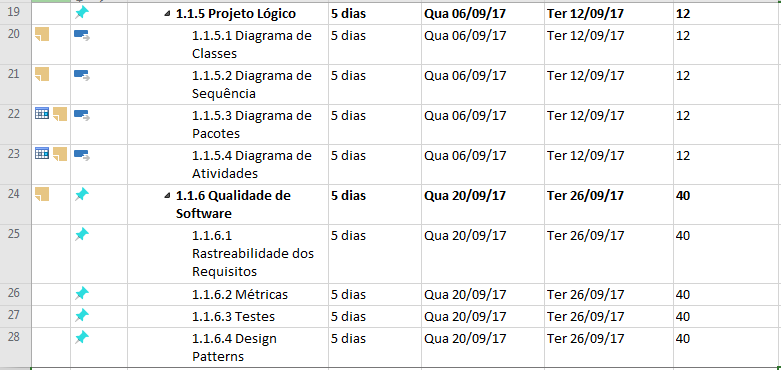 19 1.1.5 Projeto Lógico 5 dias Qua 06/09/17 Ter 12/09/17 12
20 1.1.5.1 Diagrama de 5 dias Qua 06/09/17 Ter 12/09/17 12
Classes
21 1.1.5.2 Diagrama de 5 dias Qua 06/09/17 Ter 12/09/17 12
Sequência
22 1.1.5.3 Diagrama de 5 dias Qua 06/09/17 Ter 12/09/17 12
Pacotes
23 1.1.5.4 Diagrama de 5 dias Qua 06/09/17 Ter 12/09/17 12
Atividades
24 1.1.6 Qualidade de 5 dias Qua 20/09/17 Ter 26/09/17 40
Software
25 1.1.6.1 5 dias Qua 20/09/17 Ter 26/09/17 40
Rastreabilidade dos
Requisitos
26 1.1.6.2 Métricas 5 dias Qua 20/09/17 Ter 26/09/17 40
27 1.1.6.3 Testes 5 dias Qua 20/09/17 Ter 26/09/17 40
28 1.1.6.4 Design 5 dias Qua 20/09/17 Ter 26/09/17 40
Patterns